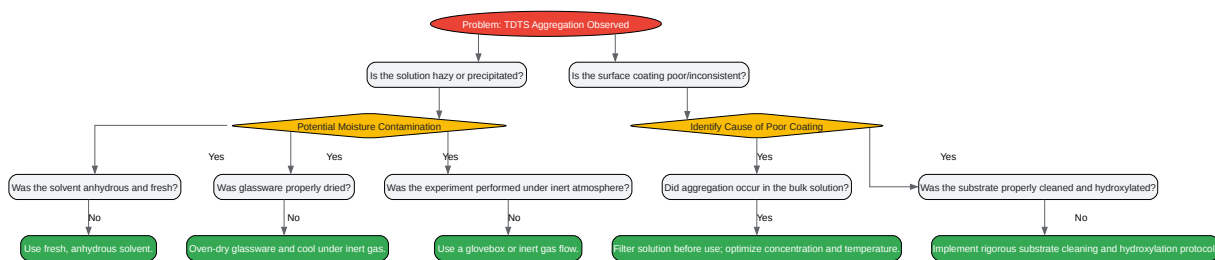 Problem: TDTS Aggregation Observed
Is the solution hazy or precipitated?
Is the surface coating poor/inconsistent?
Potential Moisture Contamination
Identify Cause of Poor Coating
Yes
Yes
Yes
Yes
Yes
Was the solvent anhydrous and fresh?
Was glassware properly dried?
Was the experiment performed under inert atmosphere?
Did aggregation occur in the bulk solution?
Was the substrate properly cleaned and hydroxylated?
No
No
No
Yes
No
Use fresh, anhydrous solvent.
Oven-dry glassware and cool under inert gas.
Use a glovebox or inert gas flow.
Filter solution before use; optimize concentration and temperature.
Implement rigorous substrate cleaning and hydroxylation protocol